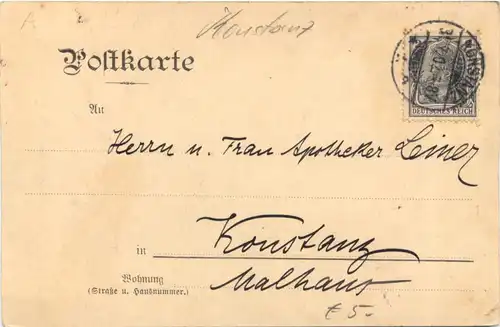 Konstanz
Postkarte
DEUTSCHES REICH
An
Herrn u. Frau Apotheker Leiner
in Konstanz
Malhaus
Wohnung
(Straße u. Hausnummer.)
€ 5.-